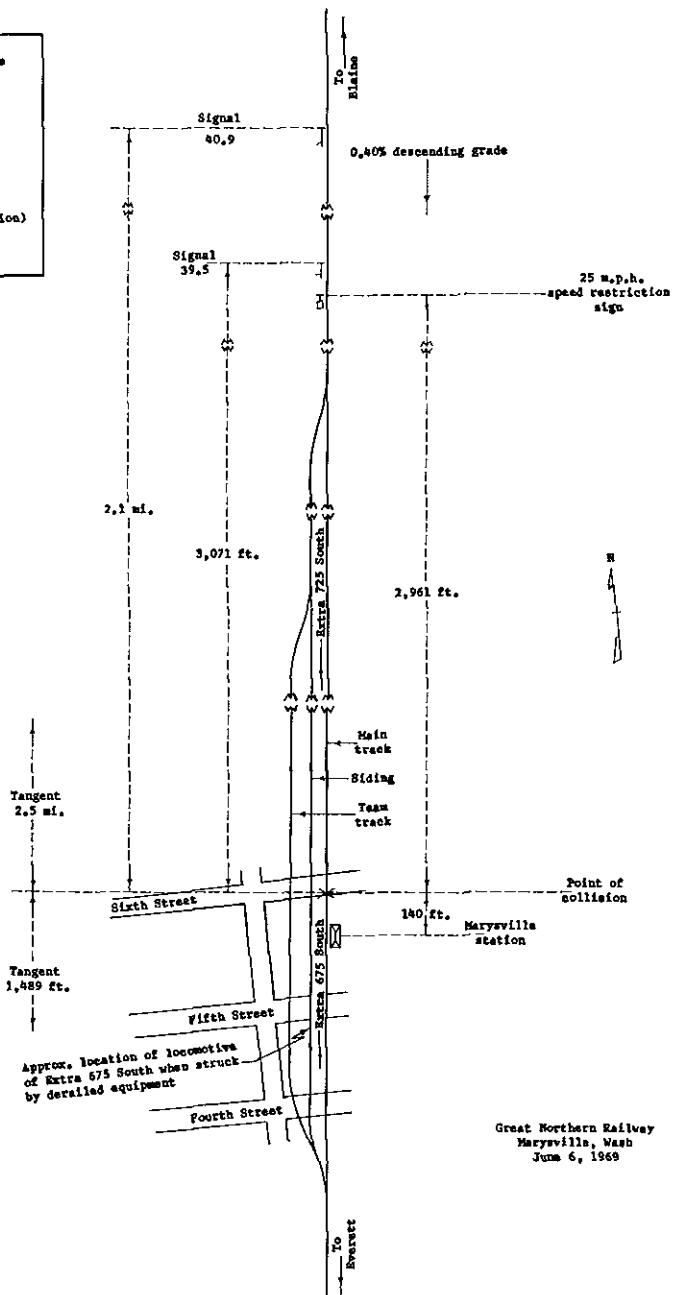 To
Blaine
Signal
40.9
0.40% descending grade
ion)
Signal
39.5
25 m.p.h.
speed restriction
sign
2.1 mi.
3,071 ft.
Extra 725 South
2,961 ft.
N
Main
track
Siding
Team
track
Tangent
2.5 mi.
Point of
collision
Sixth Street
140 ft.
Marysville
station
Tangent
1,489 ft.
Extra 675 South
Fifth Street
Approx. location of locomotive
of Extra 675 South when struck
by derailed equipment
Fourth Street
Great Northern Railway
Marysville, Wash
June 6, 1969
To
Everett